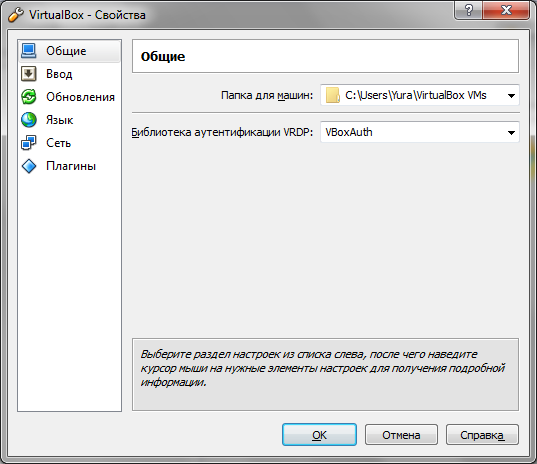 VirtualBox - Свойства
Общие
Ввод
Обновления
Язык
Сеть
Плагины
Общие
Папка для машин: C:\Users\Yura\VirtualBox VMs
Библиотека аутентификации VRDP: VBoxAuth
Выберите раздел настроек из списка слева, после чего наведите
курсор мыши на нужные элементы настроек для получения подробной
информации.
OK Отмена Справка